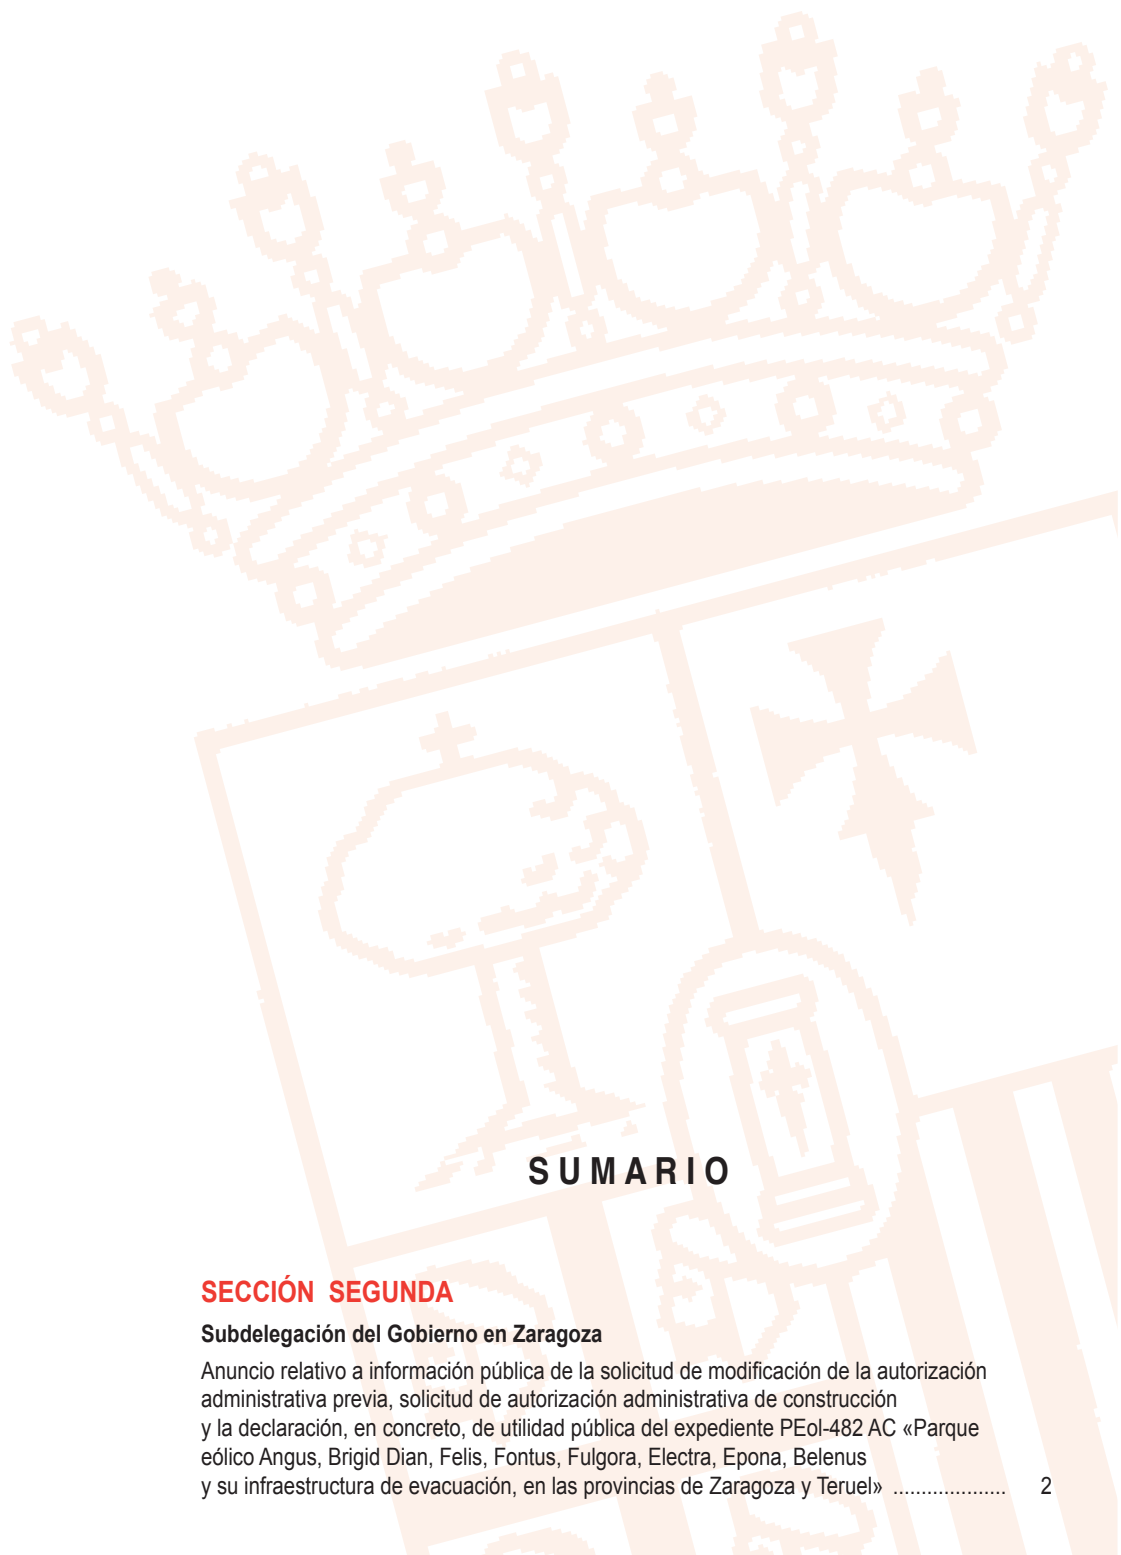 SUMARIO
SECCIÓN SEGUNDA
Subdelegación del Gobierno en Zaragoza
Anuncio relativo a información pública de la solicitud de modificación de la autorización
administrativa previa, solicitud de autorización administrativa de construcción
y la declaración, en concreto, de utilidad pública del expediente PEol-482 AC «Parque
eólico Angus, Brigid Dian, Felis, Fontus, Fulgora, Electra, Epona, Belenus
y su infraestructura de evacuación, en las provincias de Zaragoza y Teruel» .................... 2